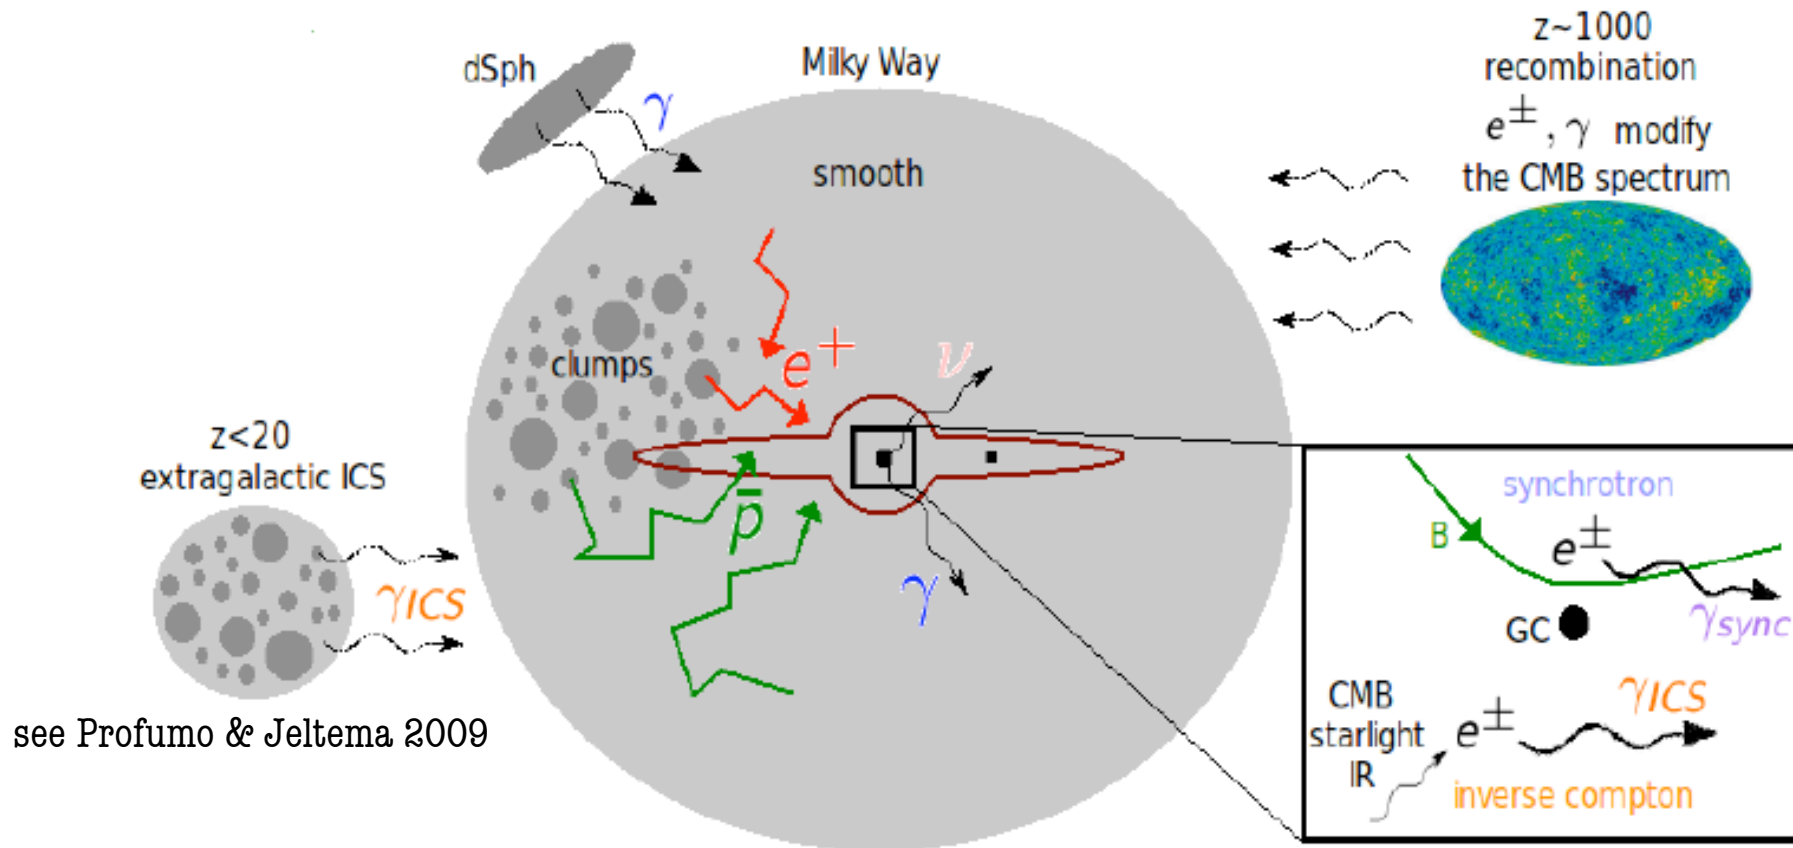 dSph
γ
Milky Way
smooth
z~1000
recombination
e±, γ modify
the CMB spectrum
clumps
e+
ν
z<20
extragalactic ICS
γICS
p̄
γ
synchrotron
B
e±
γsync
GC
CMB
starlight
IR
e±
γICS
inverse compton
see Profumo & Jeltema 2009